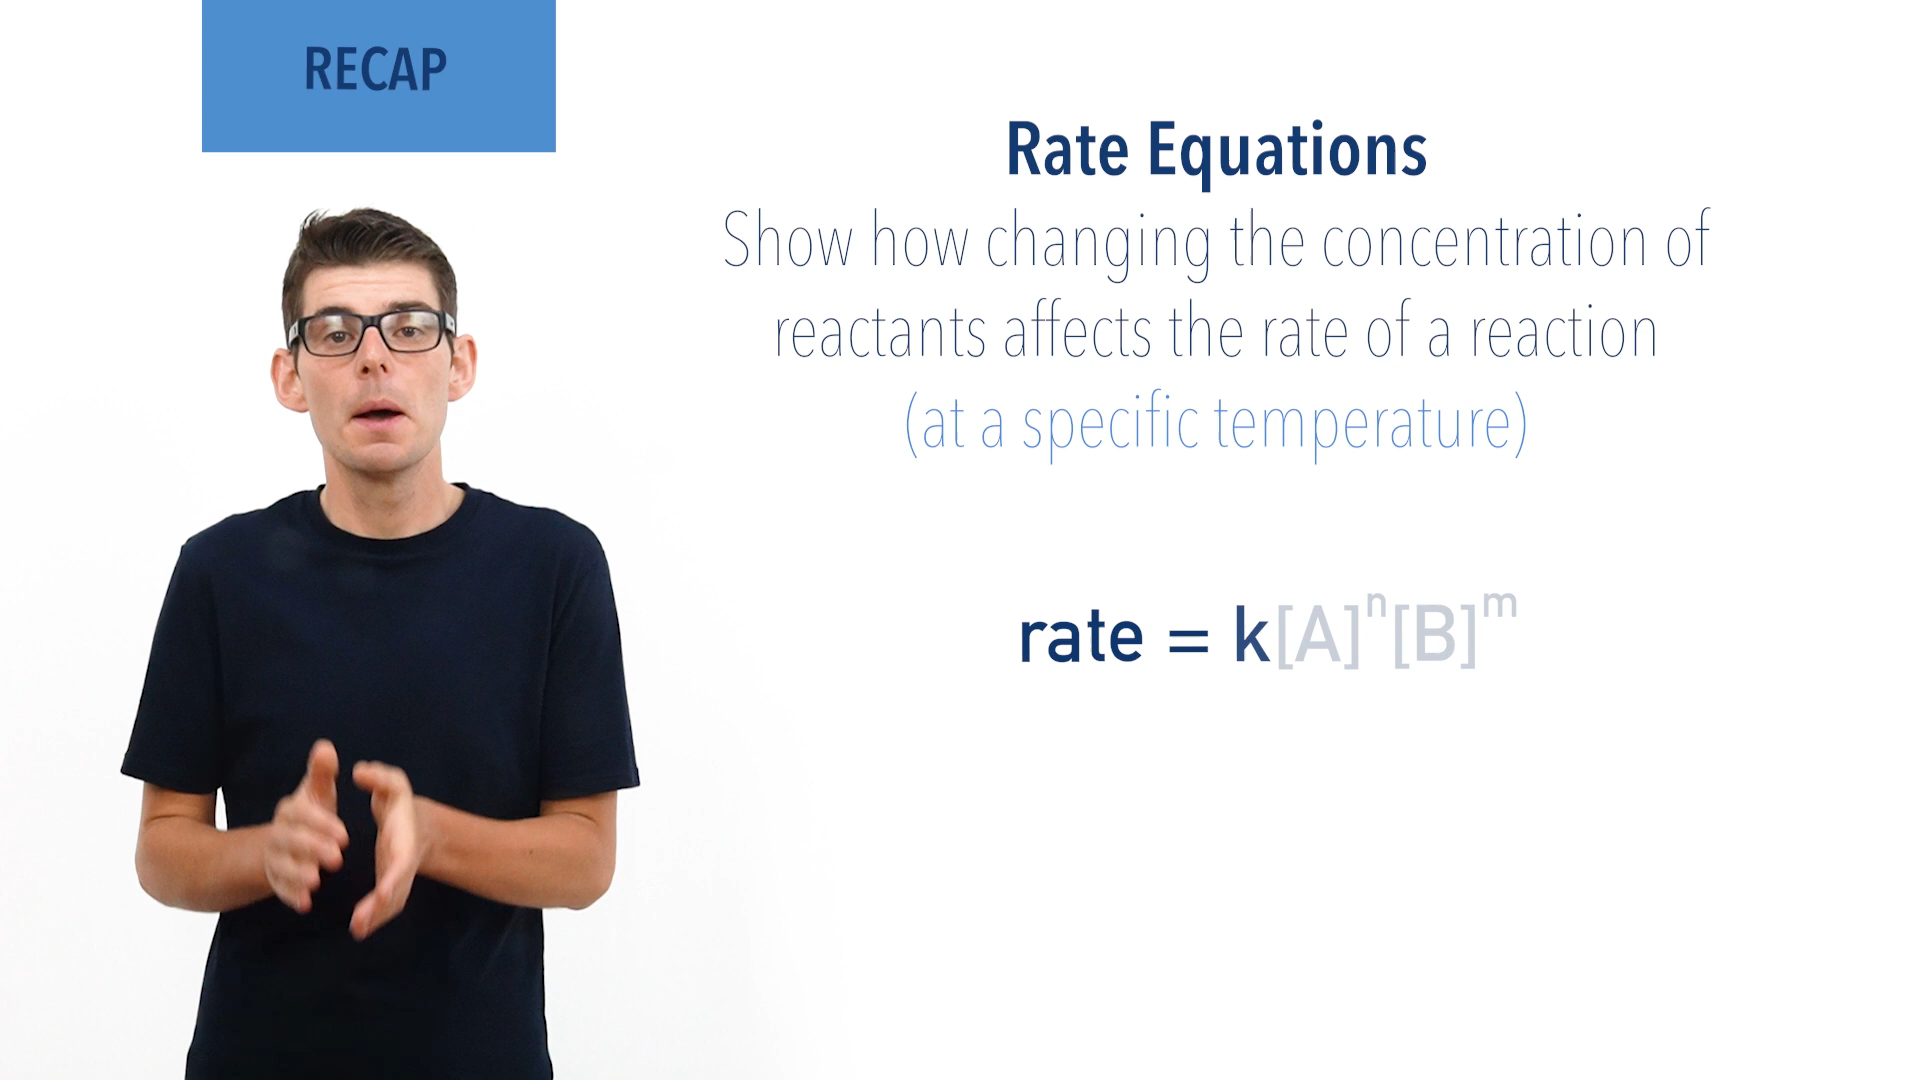 RECAP
Rate Equations
Show how changing the concentration of
reactants affects the rate of a reaction
(at a specific temperature)
rate = k[A]ⁿ[B]ᵐ